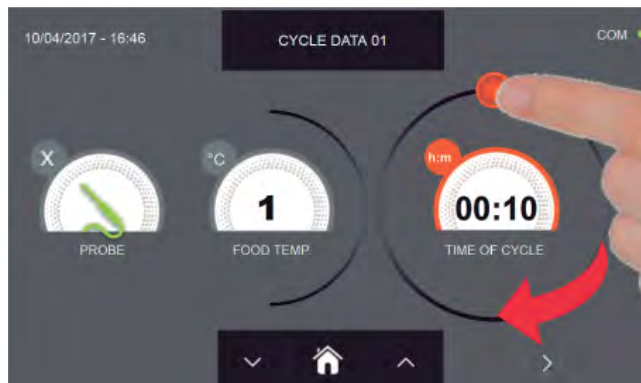 10/04/2017 - 16:46
CYCLE DATA 01
COM
X
°C
h:m
1
00:10
PROBE
FOOD TEMP.
TIME OF CYCLE